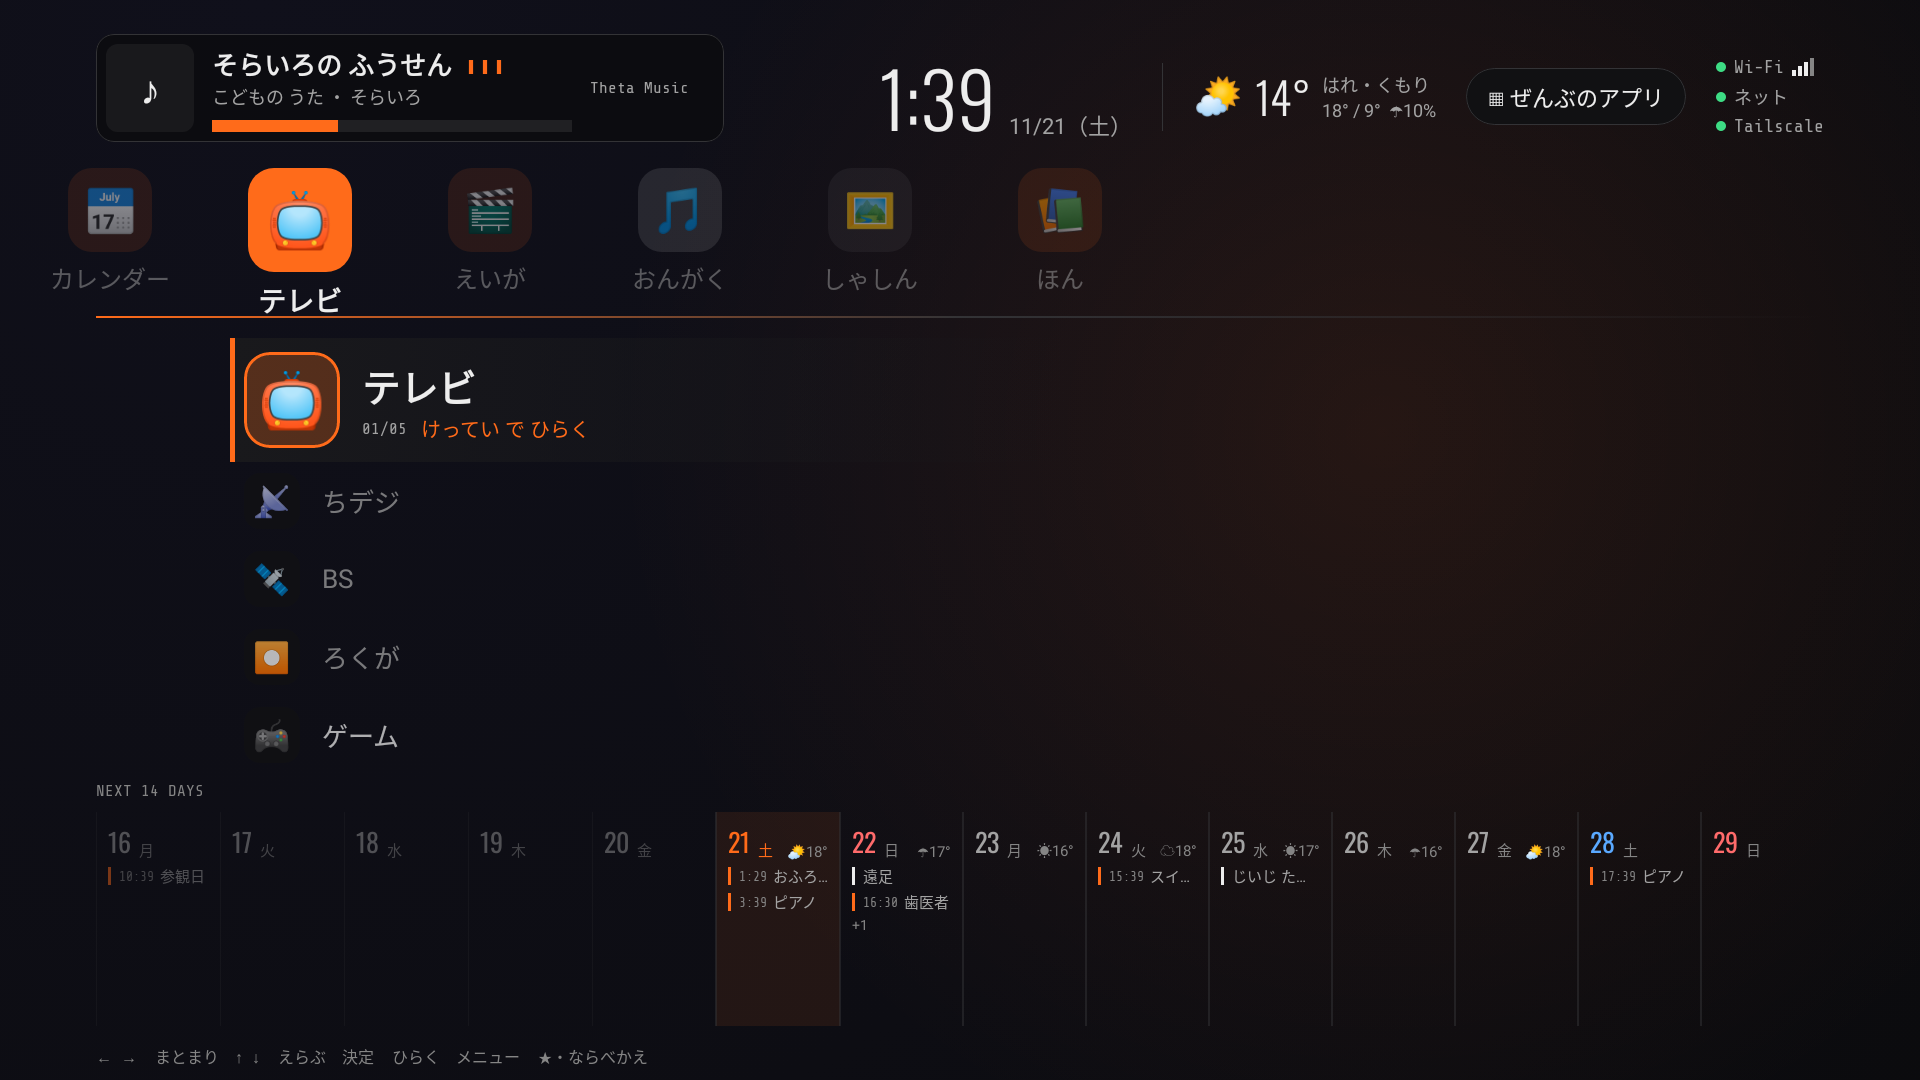 そらいろの ふうせん
こどもの うた ・ そらいろ
Theta Music
1:39 11/21（土）
14°
はれ・くもり
18° / 9° ☂10%
▦ ぜんぶのアプリ
Wi-Fi
ネット
Tailscale
July
17
カレンダー
テレビ
えいが
おんがく
しゃしん
ほん
テレビ
01/05 けってい で ひらく
ちデジ
BS
ろくが
ゲーム
NEXT 14 DAYS
16 月
10:39 参観日
17 火
18 水
19 木
20 金
21 土 18°
1:29 おふろ…
3:39 ピアノ
22 日 ☂17°
遠足
16:30 歯医者
+1
23 月 ☀16°
24 火 ☁18°
15:39 スイ…
25 水 ☀17°
じいじ た…
26 木 ☂16°
27 金 18°
28 土
17:39 ピアノ
29 日
← → まとまり ↑ ↓ えらぶ 決定 ひらく メニュー ★・ならべかえ